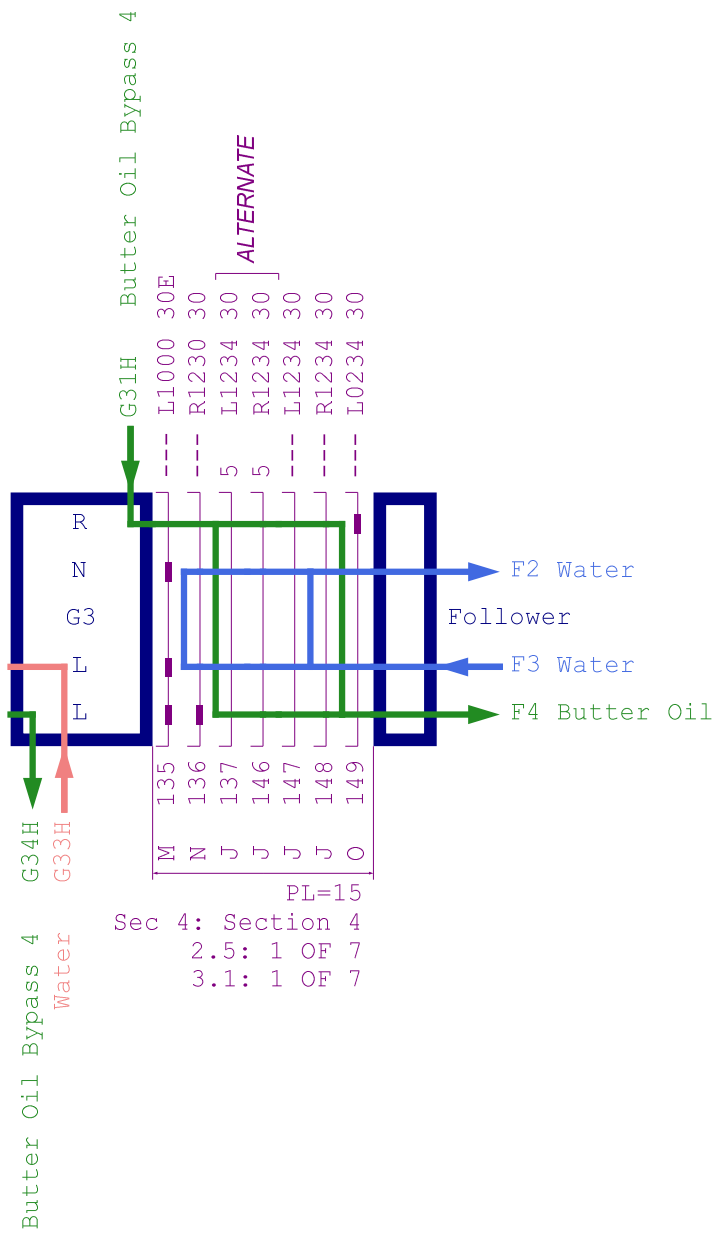 Butter Oil Bypass 4
G31H
ALTERNATE
---- L1000 30E
---- R1230 30
5 L1234 30
5 R1234 30
---- L1234 30
---- R1234 30
---- L0234 30
R
N
G3
L
L
F2 Water
Follower
F3 Water
F4 Butter Oil
M 135
N 136
J 137
J 146
J 147
J 148
O 149
PL=15
Sec 4: Section 4
2.5: 1 OF 7
3.1: 1 OF 7
Butter Oil Bypass 4 G34H
Water G33H